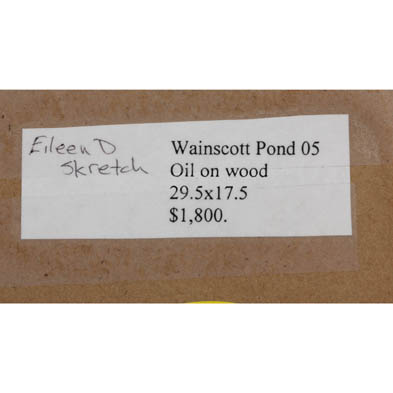 Eileen D
Skretch
Wainscott Pond 05
Oil on wood
29.5x17.5
$1,800.